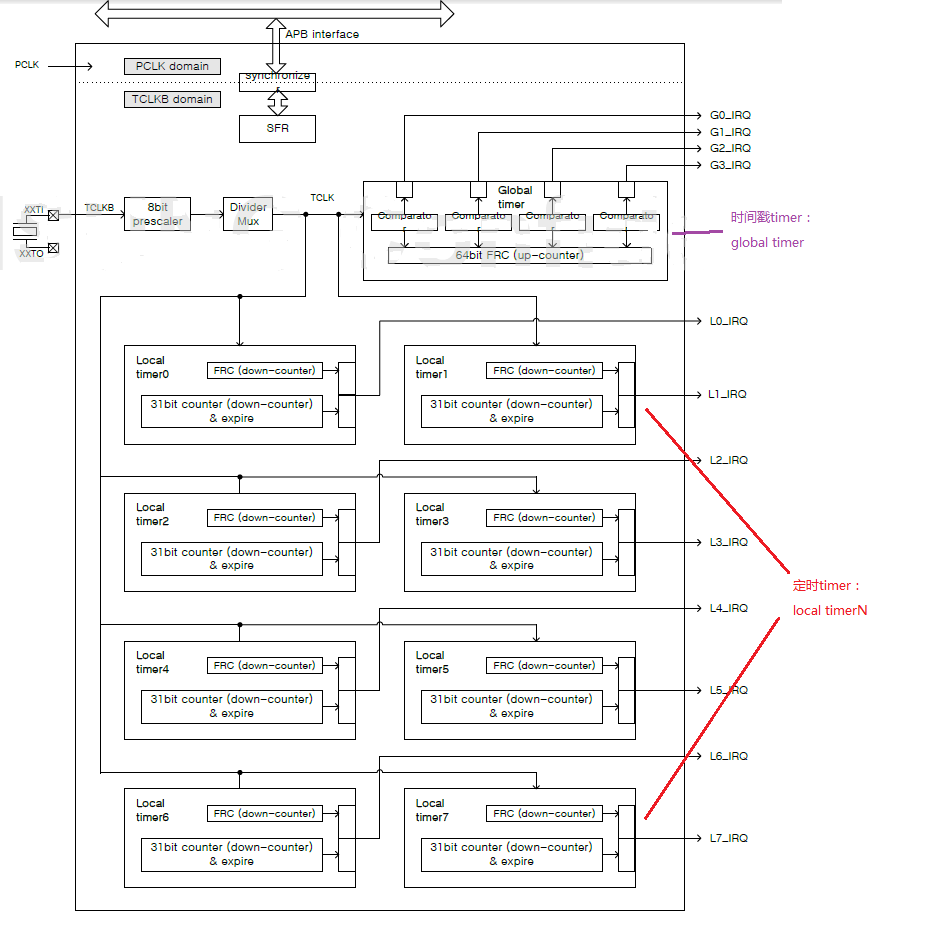 APB interface
PCLK
PCLK domain
synchronize
r
TCLKB domain
SFR
G0_IRQ
G1_IRQ
G2_IRQ
G3_IRQ
XXTI
XXTO
TCLKB
8bit
prescaler
Divider
Mux
TCLK
Global
timer
Comparato
r
Comparato
r
Comparato
r
Comparato
r
64bit FRC (up-counter)
时间戳timer：
global timer
L0_IRQ
Local
timer0
FRC (down-counter)
31bit counter (down-counter)
& expire
Local
timer1
FRC (down-counter)
31bit counter (down-counter)
& expire
L1_IRQ
L2_IRQ
Local
timer2
FRC (down-counter)
31bit counter (down-counter)
& expire
Local
timer3
FRC (down-counter)
31bit counter (down-counter)
& expire
L3_IRQ
定时timer：
local timerN
L4_IRQ
Local
timer4
FRC (down-counter)
31bit counter (down-counter)
& expire
Local
timer5
FRC (down-counter)
31bit counter (down-counter)
& expire
L5_IRQ
L6_IRQ
Local
timer6
FRC (down-counter)
31bit counter (down-counter)
& expire
Local
timer7
FRC (down-counter)
31bit counter (down-counter)
& expire
L7_IRQ